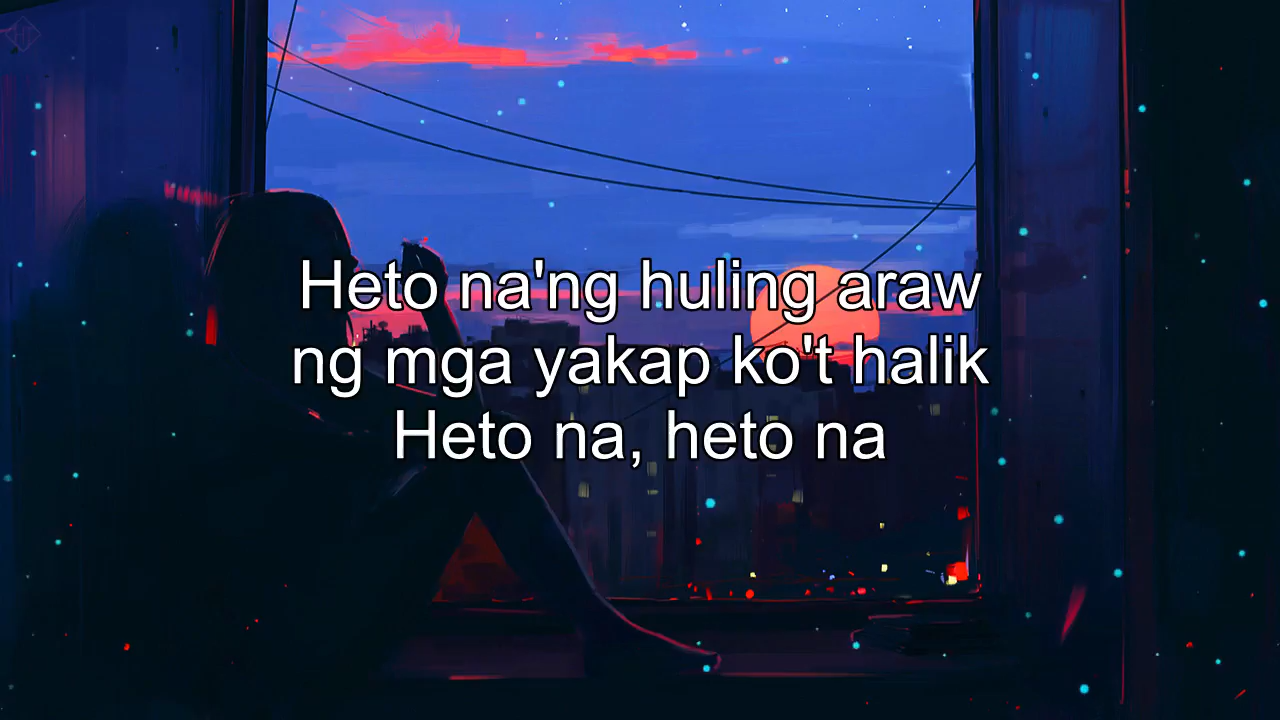 Heto na'ng huling araw
ng mga yakap ko't halik
Heto na, heto na